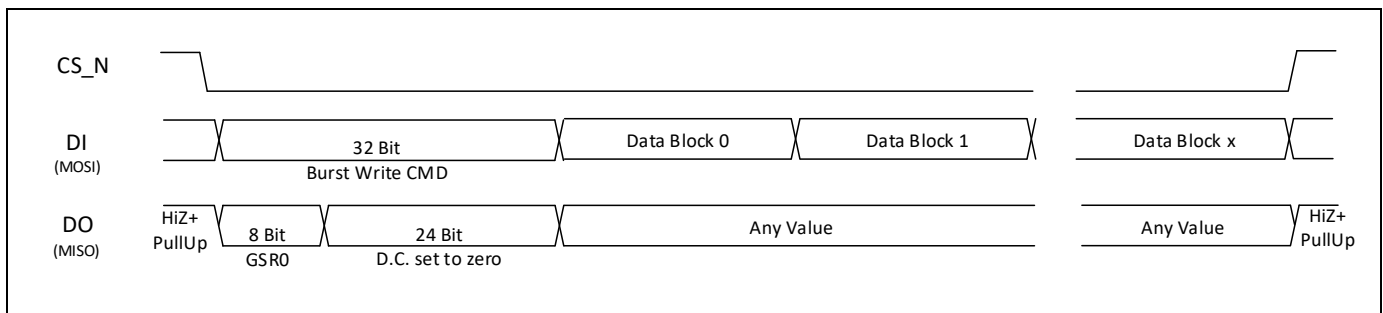 CS_N
DI
(MOSI)
32 Bit
Burst Write CMD
Data Block 0
Data Block 1
Data Block x
DO
(MISO)
HiZ+
PullUp
8 Bit
GSR0
24 Bit
D.C. set to zero
Any Value
Any Value
HiZ+
PullUp